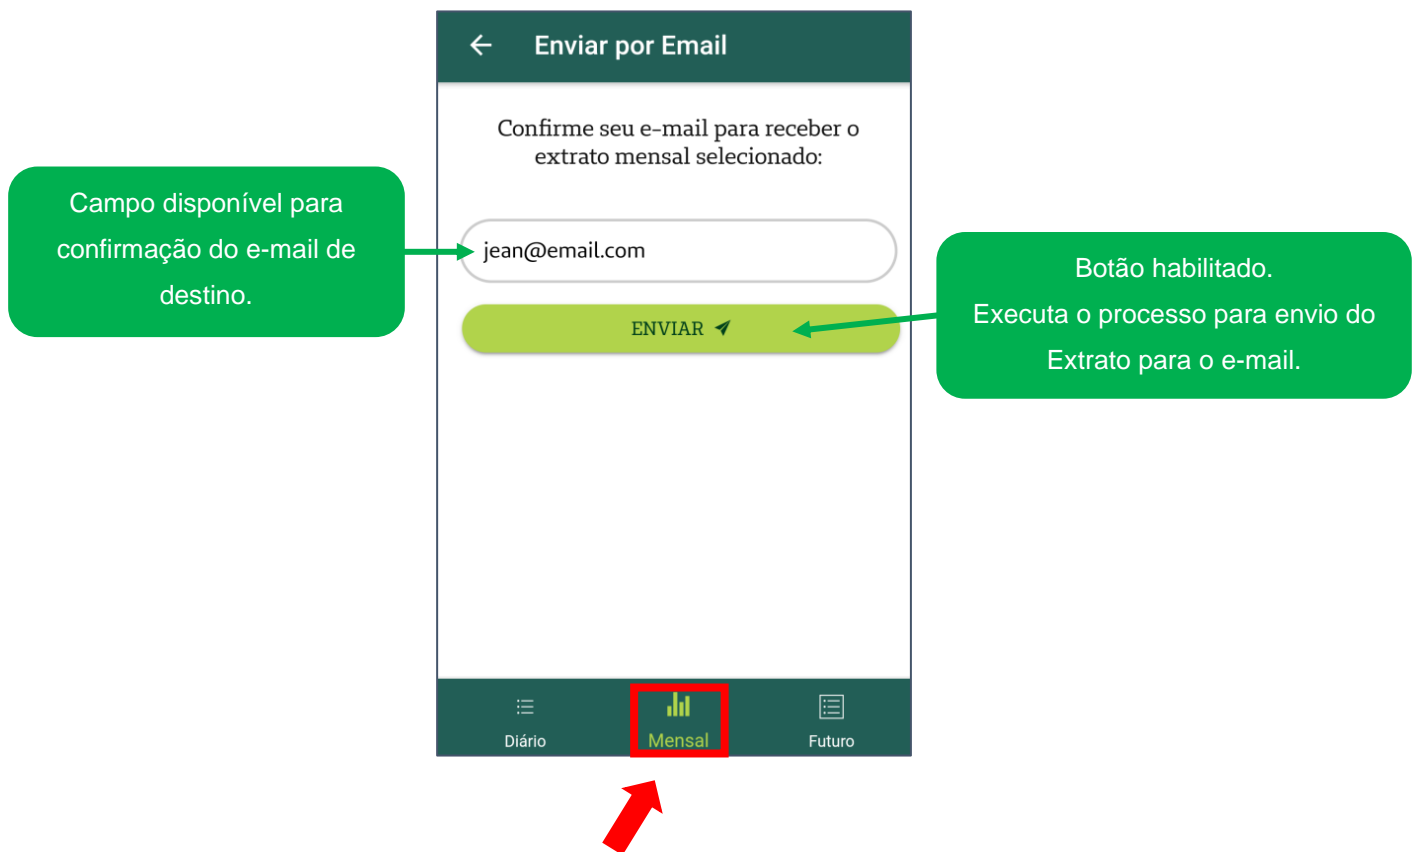 Enviar por Email
Confirme seu e-mail para receber o
extrato mensal selecionado:
Campo disponível para
confirmação do e-mail de
destino.
jean@email.com
Botão habilitado.
Executa o processo para envio do
Extrato para o e-mail.
ENVIAR
Diário
Mensal
Futuro